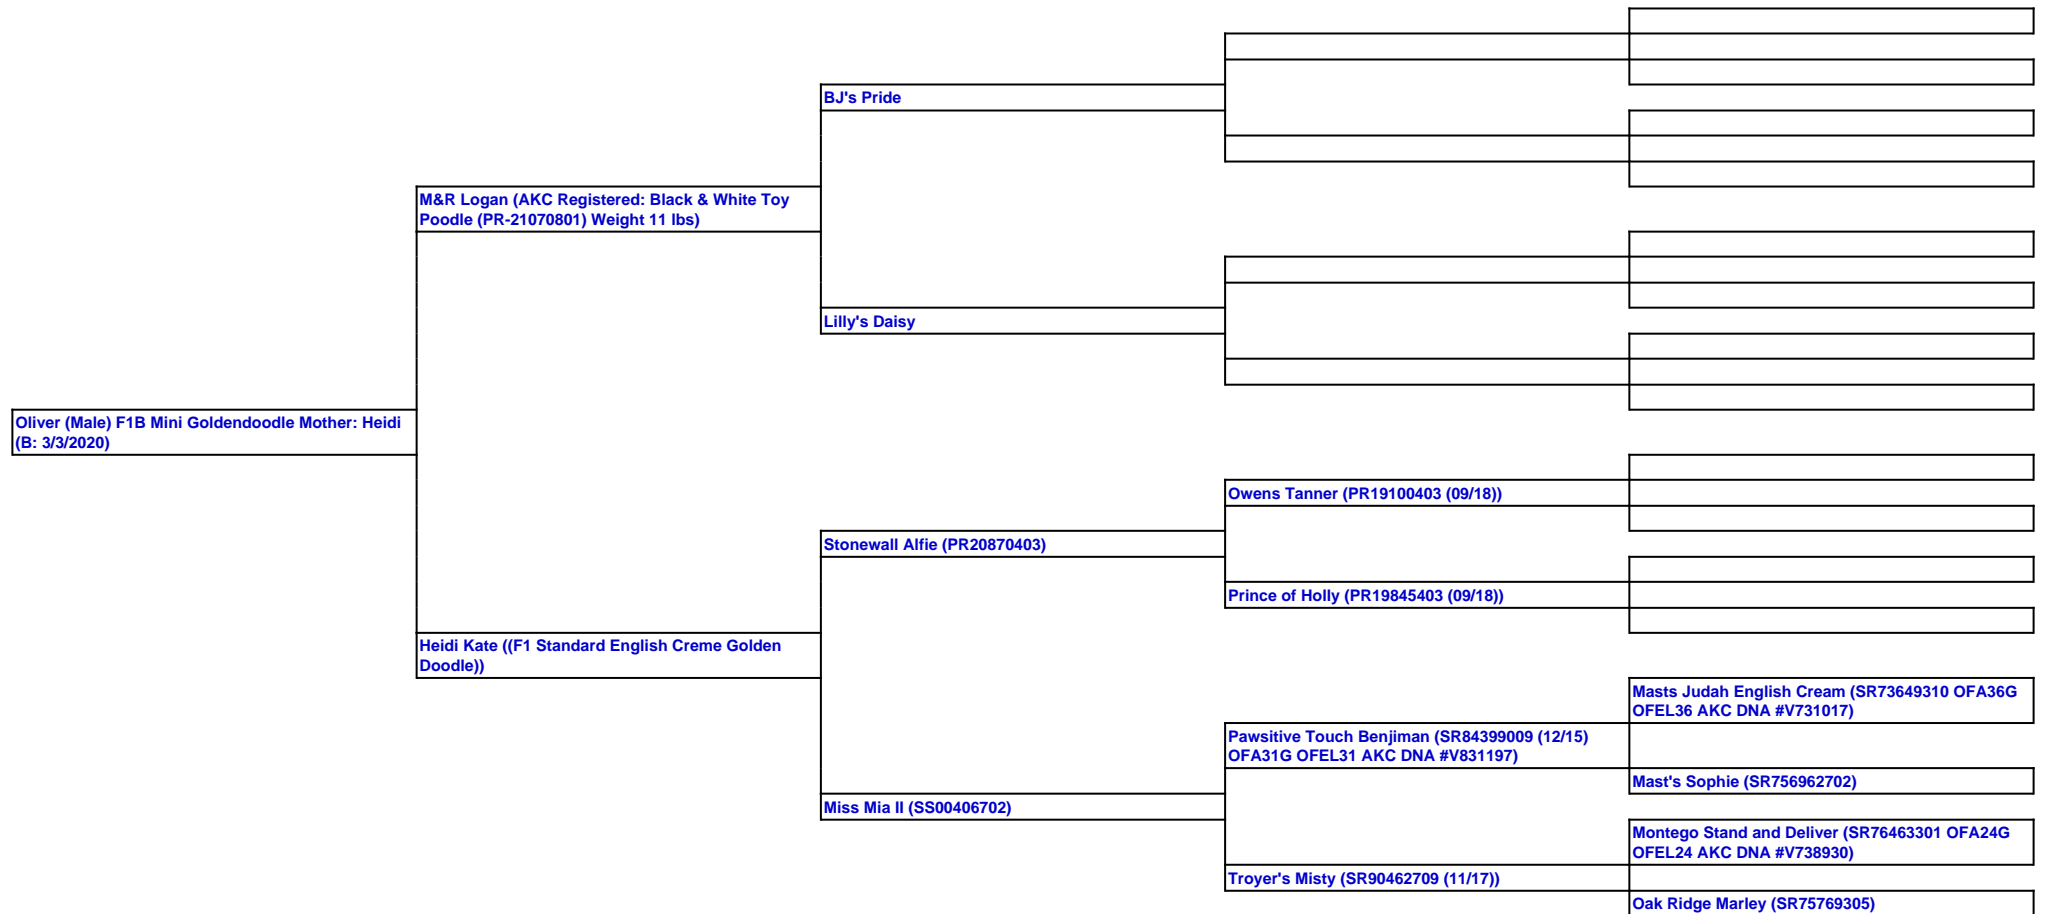 BJ's Pride
M&R Logan (AKC Registered: Black & White Toy
Poodle (PR-21070801) Weight 11 lbs)
Lilly's Daisy
Oliver (Male) F1B Mini Goldendoodle Mother: Heidi
(B: 3/3/2020)
Owens Tanner (PR19100403 (09/18))
Stonewall Alfie (PR20870403)
Prince of Holly (PR19845403 (09/18))
Heidi Kate ((F1 Standard English Creme Golden
Doodle))
Masts Judah English Cream (SR73649310 OFA36G
OFEL36 AKC DNA #V731017)
Pawsitive Touch Benjiman (SR84399009 (12/15)
OFA31G OFEL31 AKC DNA #V831197)
Mast's Sophie (SR756962702)
Miss Mia II (SS00406702)
Montego Stand and Deliver (SR76463301 OFA24G
OFEL24 AKC DNA #V738930)
Troyer's Misty (SR90462709 (11/17))
Oak Ridge Marley (SR75769305)